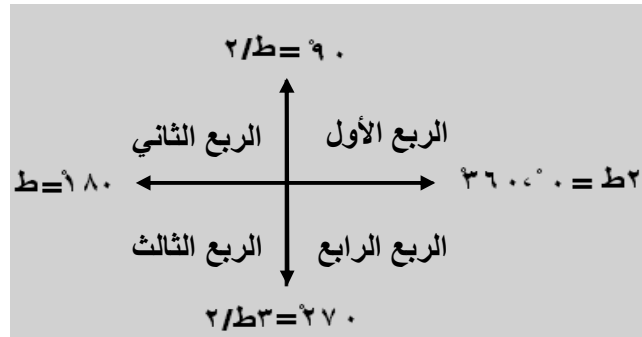 ٩٠° = ط/٢
الربع الأول
الربع الثاني
٠°، ٣٦٠° = ٢ط
١٨٠° = ط
الربع الرابع
الربع الثالث
٢٧٠° = ٣ط/٢